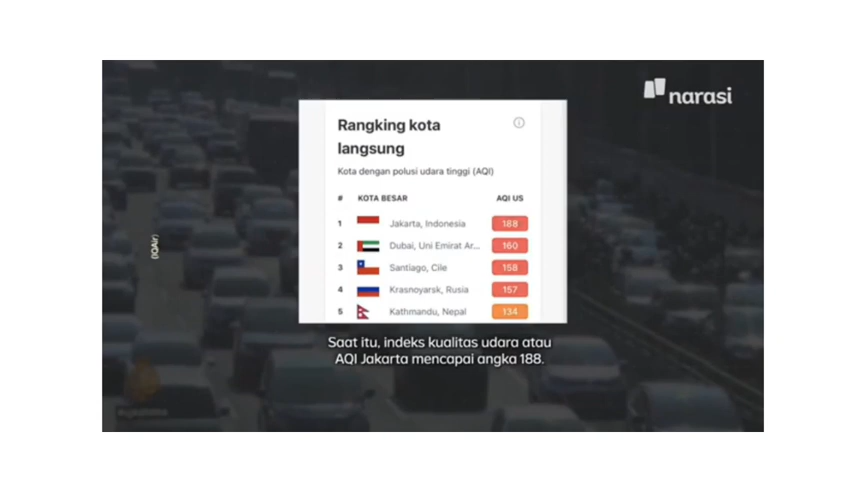 narasi
Rangking kota
langsung
Kota dengan polusi udara tinggi (AQI)
# KOTA BESAR AQI US
1 Jakarta, Indonesia 188
2 Dubai, Uni Emirat Ar... 160
3 Santiago, Cile 158
4 Krasnoyarsk, Rusia 157
5 Kathmandu, Nepal 134
(IQAir)
Saat itu, indeks kualitas udara atau
AQI Jakarta mencapai angka 188.